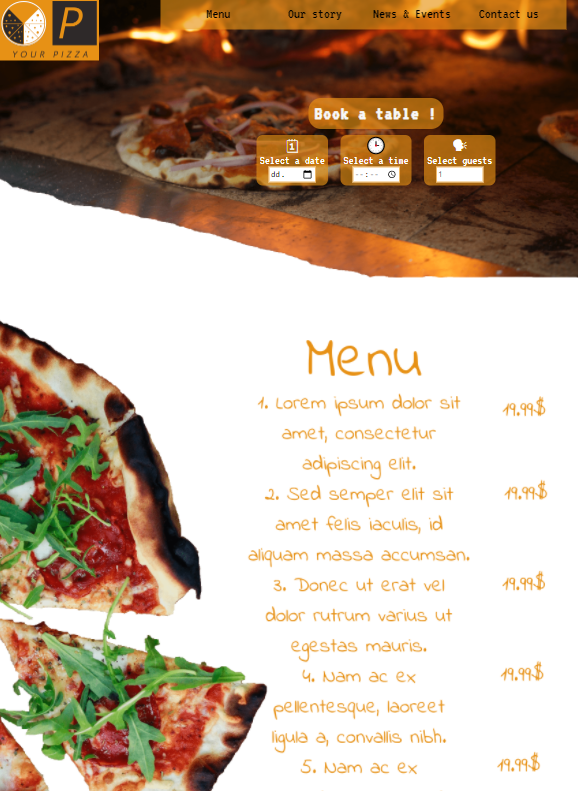 P
YOUR PIZZA
Menu Our story News & Events Contact us
Book a table !
1
Select a date Select a time Select guests
dd. --:-- 1
Menu
1. Lorem ipsum dolor sit 19.99$
amet, consectetur
adipiscing elit.
2. Sed semper elit sit 19.99$
amet felis iaculis, id
aliquam massa accumsan.
3. Donec ut erat vel 19.99$
dolor rutrum varius ut
egestas mauris.
4. Nam ac ex 19.99$
pellentesque, laoreet
ligula a, convallis nibh.
5. Nam ac ex 19.99$